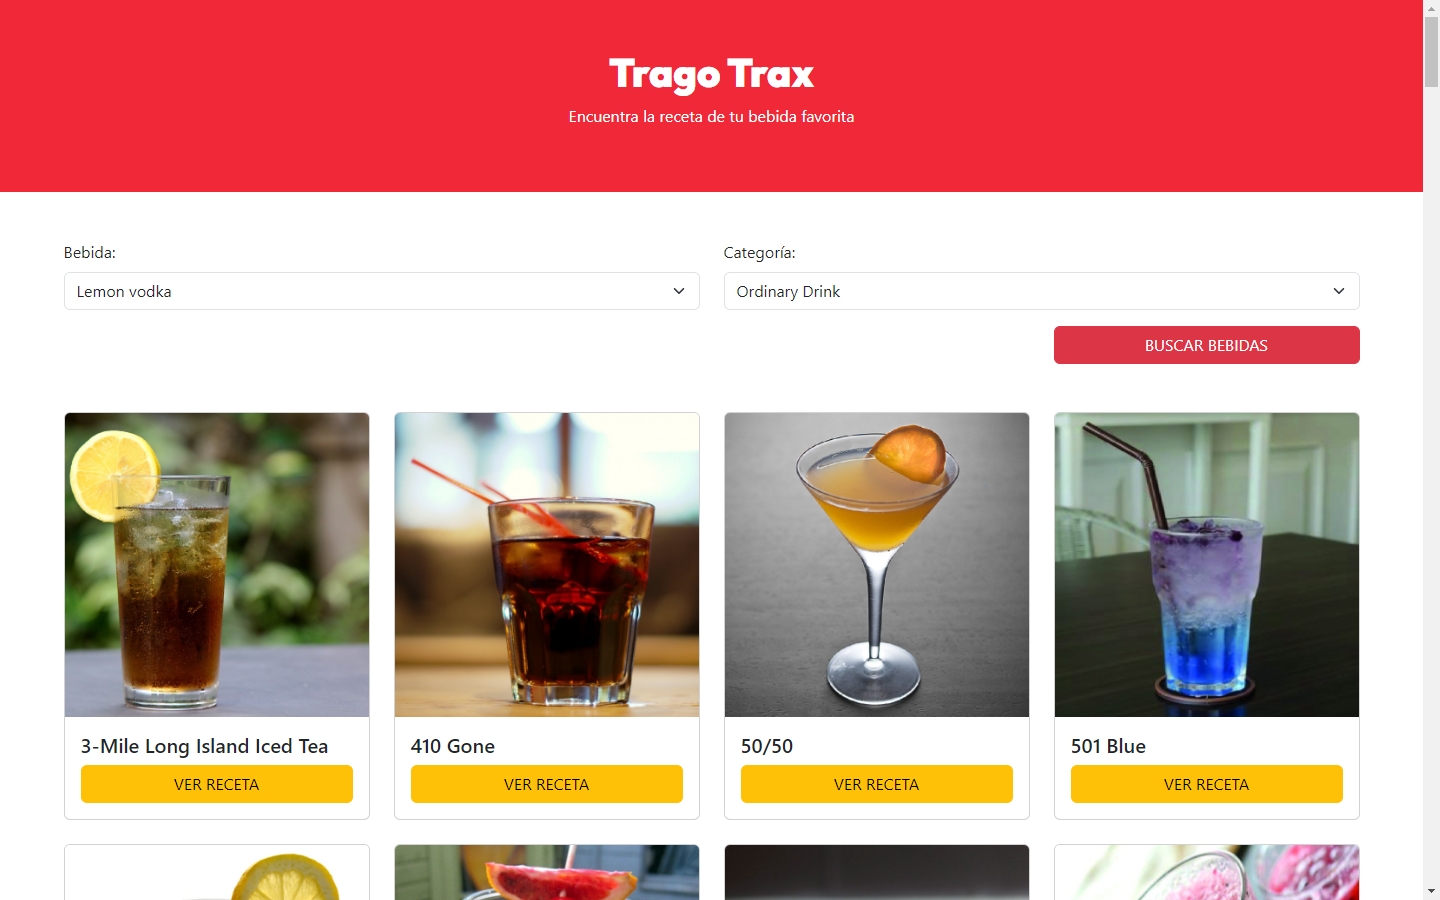 Trago Trax
Encuentra la receta de tu bebida favorita
Bebida:
Categoría:
Lemon vodka
Ordinary Drink
BUSCAR BEBIDAS
3-Mile Long Island Iced Tea
410 Gone
50/50
501 Blue
VER RECETA
VER RECETA
VER RECETA
VER RECETA